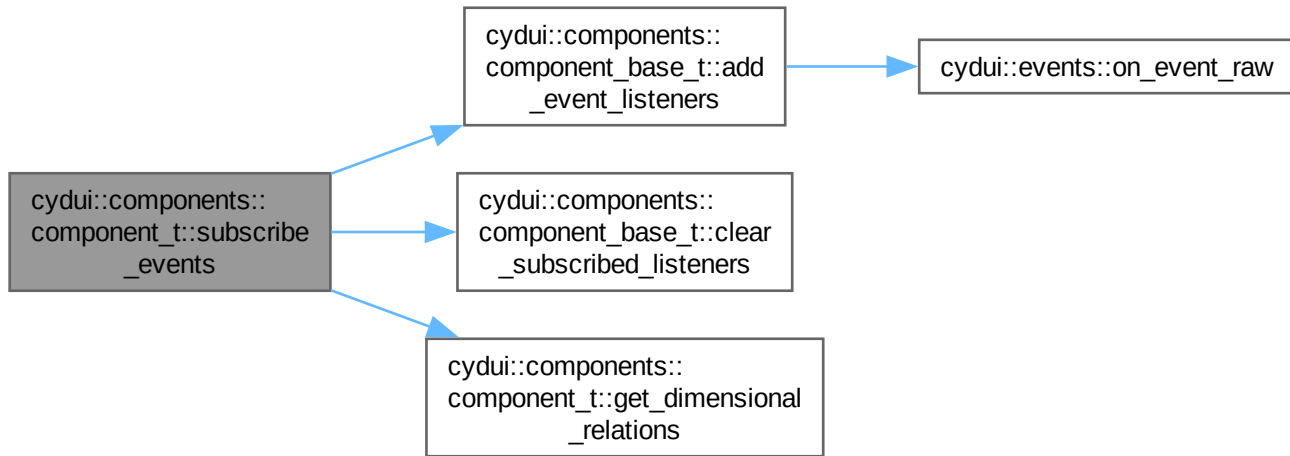 cydui::components::
component_t::subscribe
_events
cydui::components::
component_base_t::add
_event_listeners
cydui::events::on_event_raw
cydui::components::
component_base_t::clear
_subscribed_listeners
cydui::components::
component_t::get_dimensional
_relations